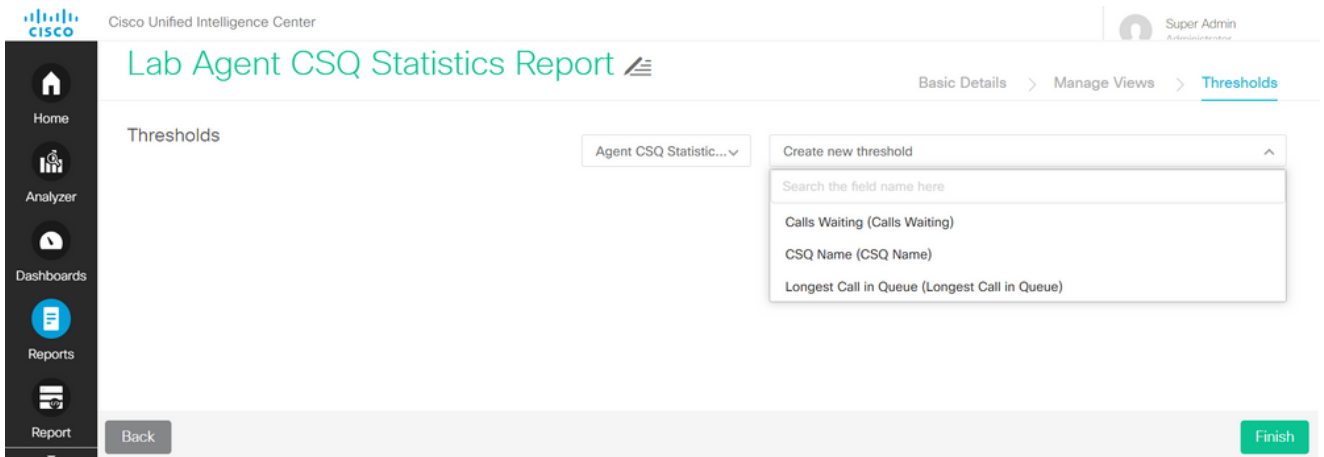 CISCO
Cisco Unified Intelligence Center
Super Admin
Administrator
Lab Agent CSQ Statistics Report
Basic Details > Manage Views > Thresholds
Home
Analyzer
Dashboards
Reports
Report
Thresholds
Agent CSQ Statistic...
Create new threshold
Search the field name here
Calls Waiting (Calls Waiting)
CSQ Name (CSQ Name)
Longest Call in Queue (Longest Call in Queue)
Back
Finish